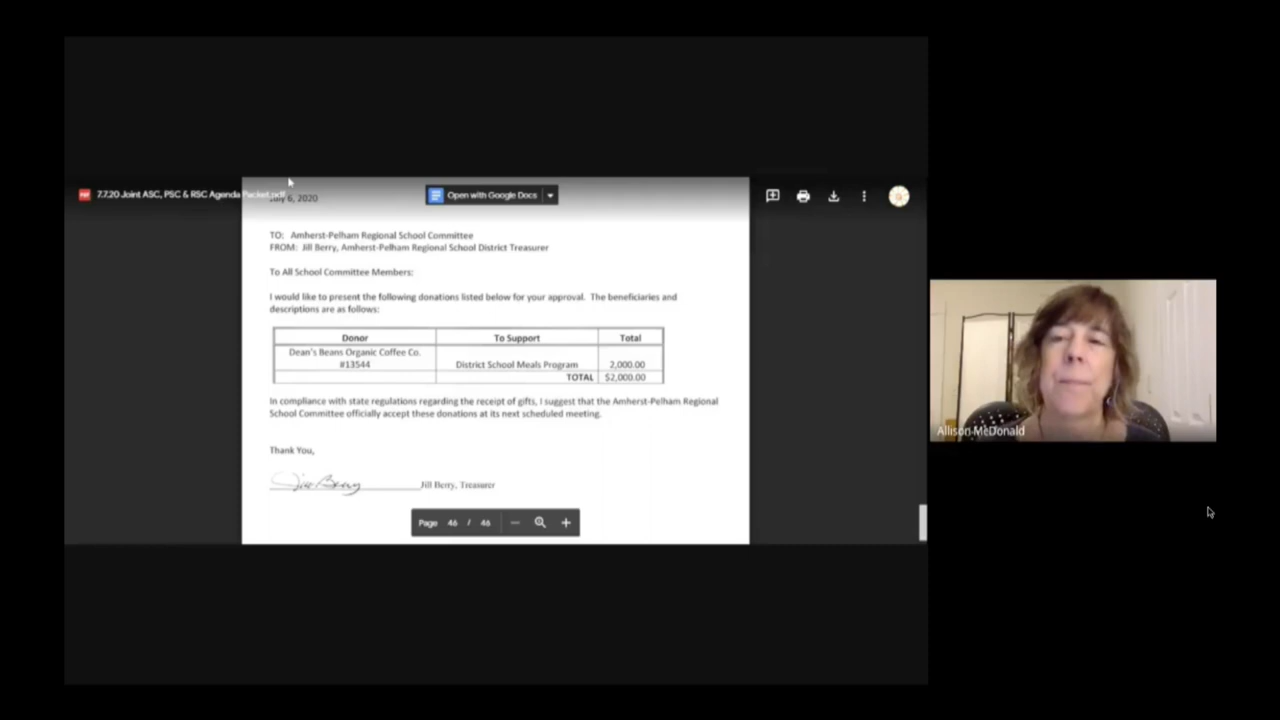 7.7.20 Joint ASC, PSC & RSC Agenda Packet.pdf
Open with Google Docs
July 6, 2020
TO: Amherst-Pelham Regional School Committee
FROM: Jill Berry, Amherst-Pelham Regional School District Treasurer
To All School Committee Members:
I would like to present the following donations listed below for your approval. The beneficiaries and
descriptions are as follows:
Donor To Support Total
Dean's Beans Organic Coffee Co.
#13544 District School Meals Program 2,000.00
TOTAL $2,000.00
In compliance with state regulations regarding the receipt of gifts, I suggest that the Amherst-Pelham Regional
School Committee officially accept these donations at its next scheduled meeting.
Thank You,
Jill Berry Jill Berry, Treasurer
Page 46 / 46
Allison McDonald